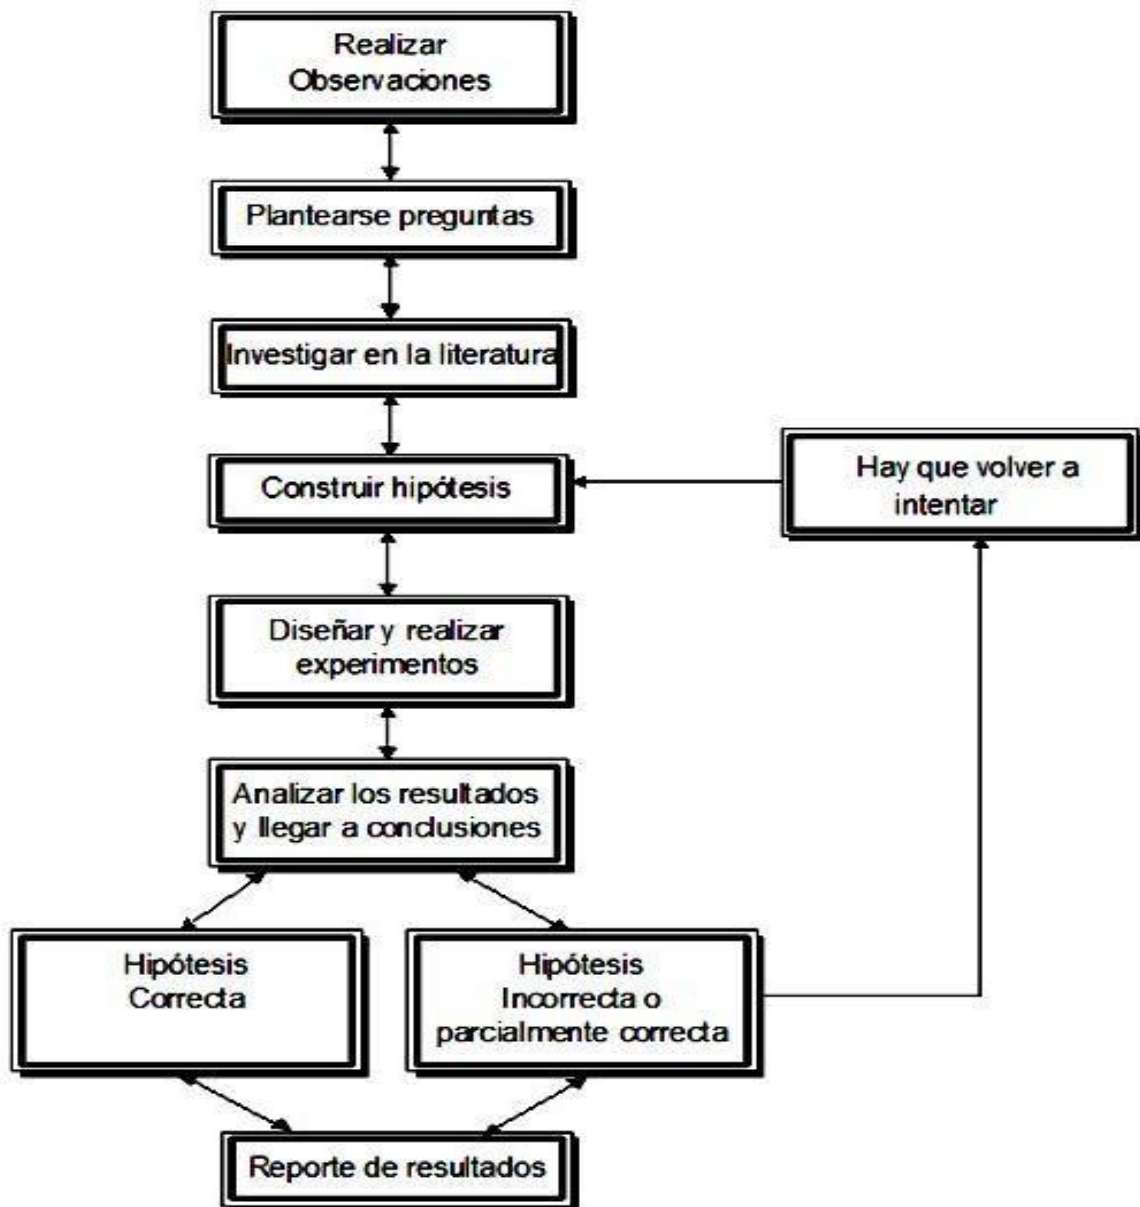 Realizar
Observaciones
Plantearse preguntas
Investigar en la literatura
Construir hipótesis
Hay que volver a
intentar
Diseñar y realizar
experimentos
Analizar los resultados
y llegar a conclusiones
Hipótesis
Correcta
Hipótesis
Incorrecta o
parcialmente correcta
Reporte de resultados